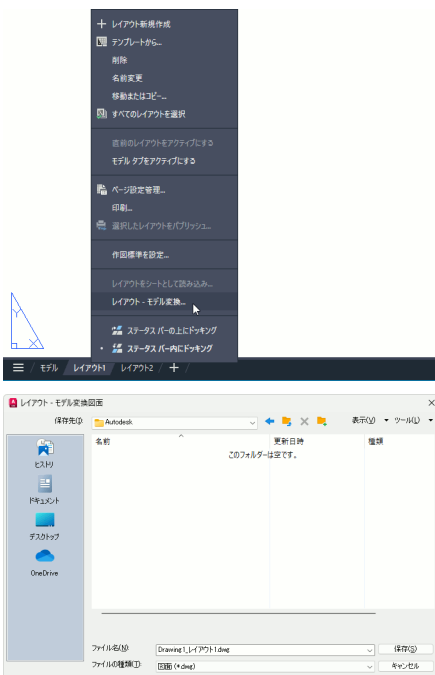 レイアウト新規作成
テンプレートから...
削除
名前変更
移動またはコピー...
すべてのレイアウトを選択
直前のレイアウトをアクティブにする
モデル タブをアクティブにする
ページ設定管理...
印刷...
選択したレイアウトをパブリッシュ...
作図標準を設定...
レイアウトをシートとして読み込み...
レイアウト - モデル変換...
ステータス バーの上にドッキング
ステータス バー内にドッキング
Y
X
モデル / レイアウト1 / レイアウト2 / +
レイアウト - モデル変換図面
保存先(I): Autodesk 表示(V) ツール(L)
名前 更新日時 種類
このフォルダーは空です。
ヒストリ
ドキュメント
デスクトップ
OneDrive
ファイル名(N): Drawing1_レイアウト1.dwg 保存(S)
ファイルの種類(T): 図面 (*.dwg) キャンセル